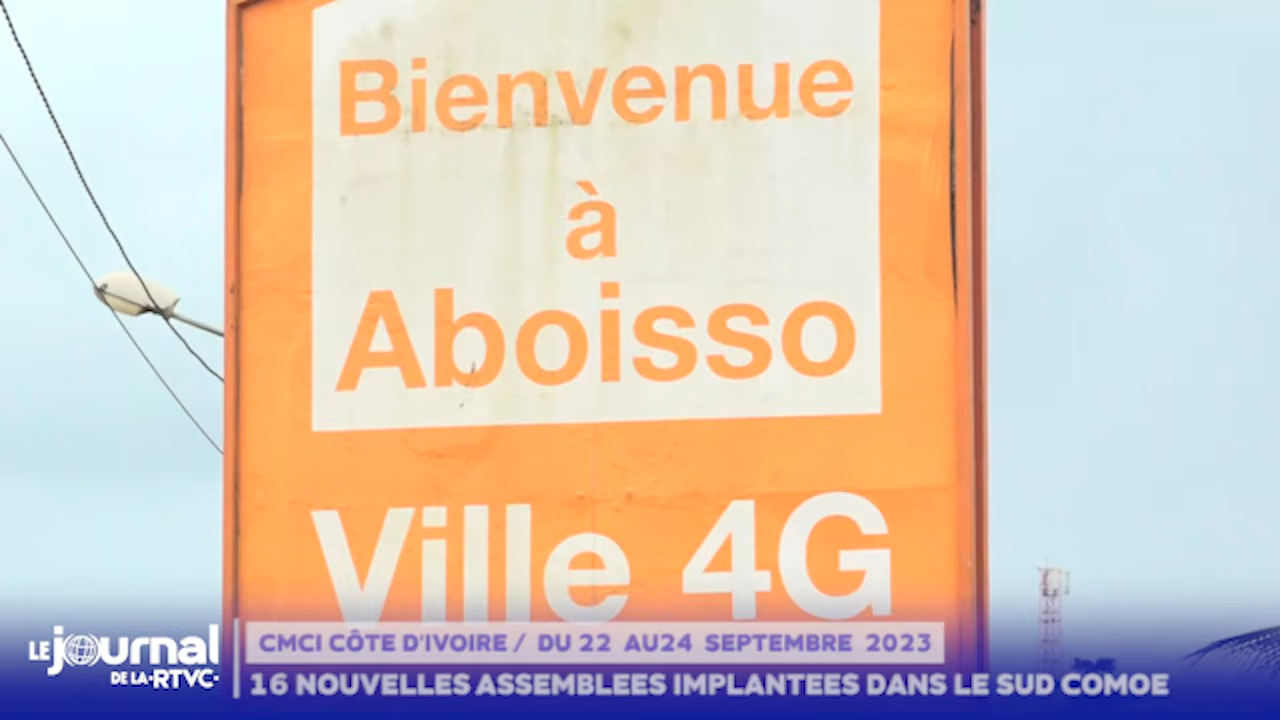 Bienvenue
à
Aboisso
Ville 4G
LE journal
DE LA •RTVC•
CMCI CÔTE D'IVOIRE / DU 22 AU24 SEPTEMBRE 2023
16 NOUVELLES ASSEMBLEES IMPLANTEES DANS LE SUD COMOE